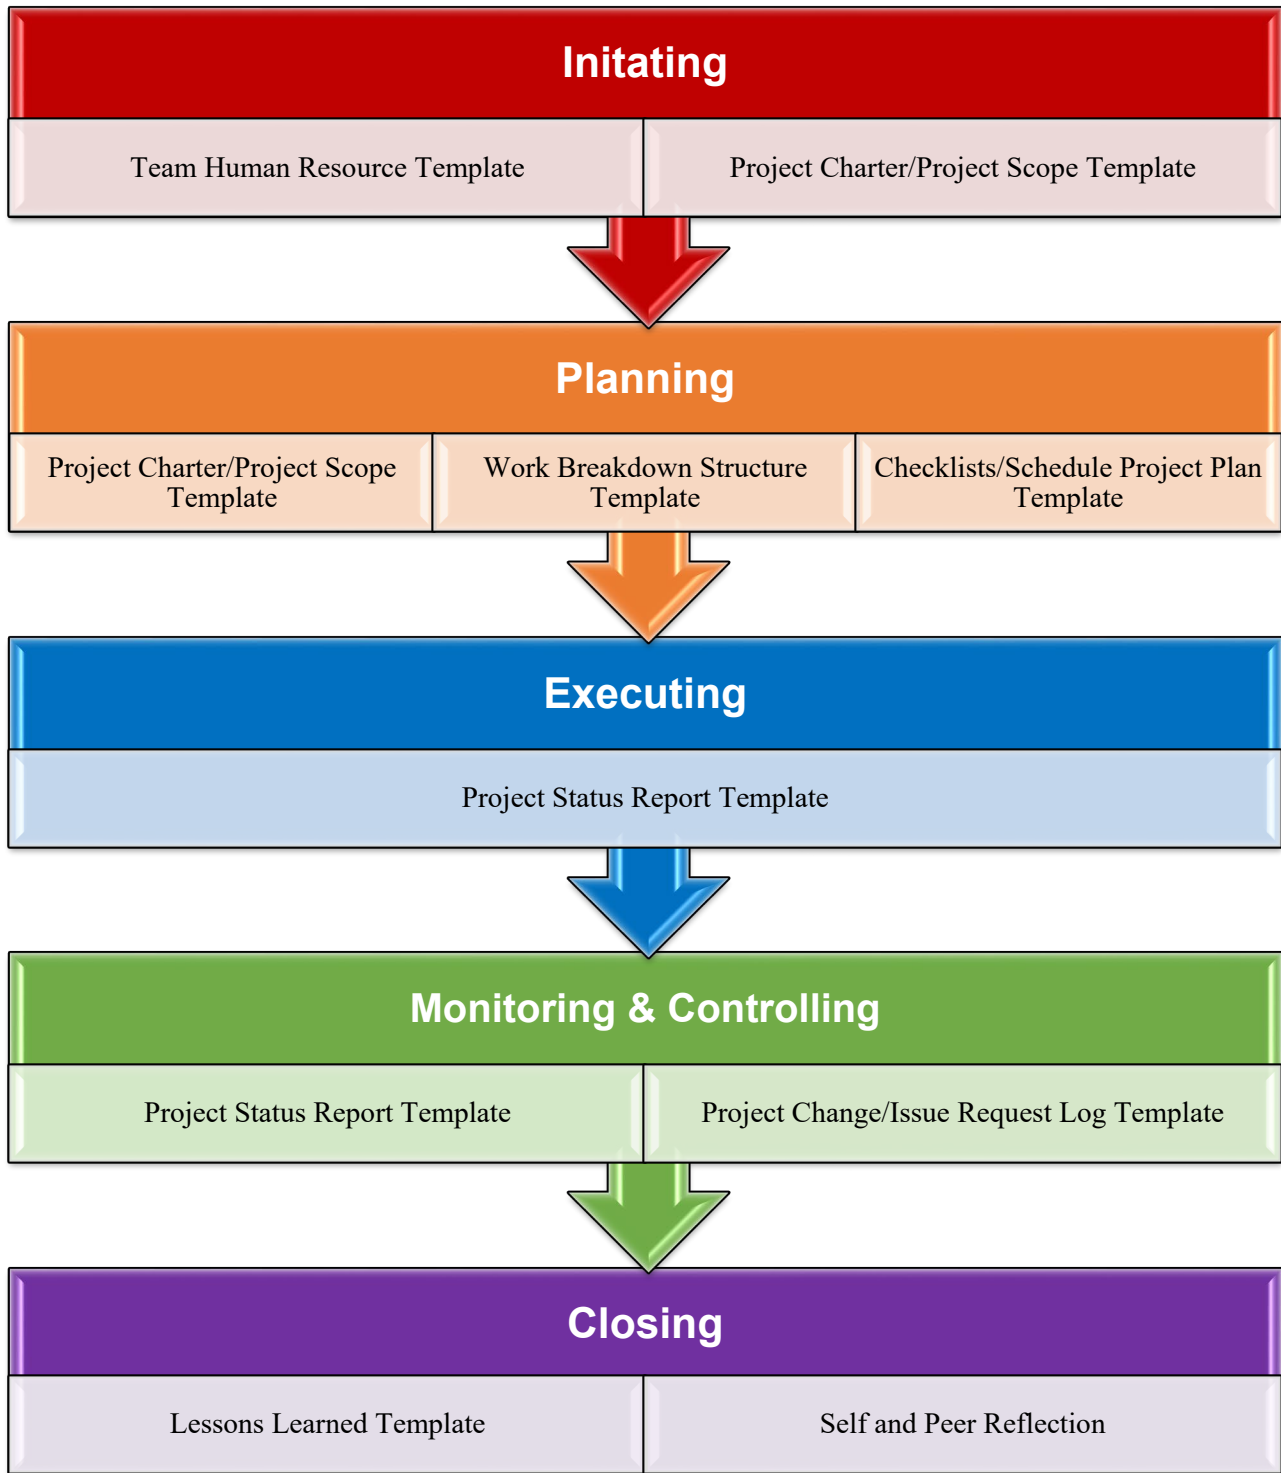 Initating
Team Human Resource Template
Project Charter/Project Scope Template
Planning
Project Charter/Project Scope
Template
Work Breakdown Structure
Template
Checklists/Schedule Project Plan
Template
Executing
Project Status Report Template
Monitoring & Controlling
Project Status Report Template
Project Change/Issue Request Log Template
Closing
Lessons Learned Template
Self and Peer Reflection